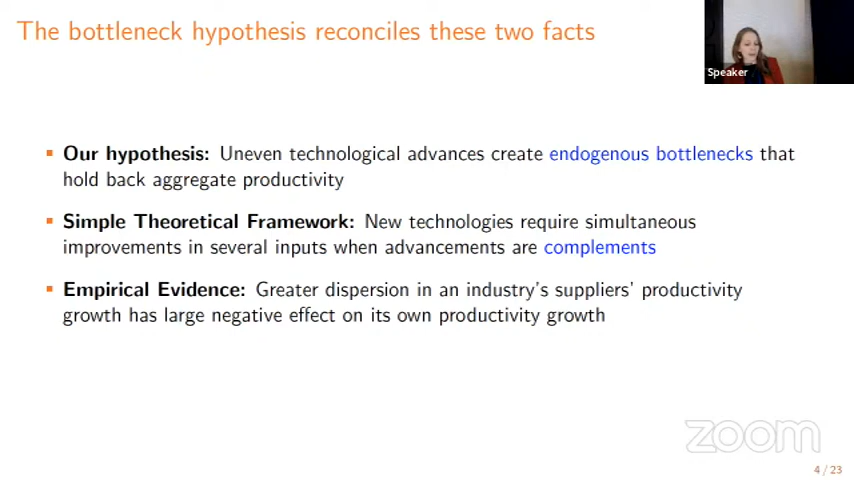 The bottleneck hypothesis reconciles these two facts
Speaker
▪ Our hypothesis: Uneven technological advances create endogenous bottlenecks that
hold back aggregate productivity
▪ Simple Theoretical Framework: New technologies require simultaneous
improvements in several inputs when advancements are complements
▪ Empirical Evidence: Greater dispersion in an industry's suppliers' productivity
growth has large negative effect on its own productivity growth
zoom
4 / 23